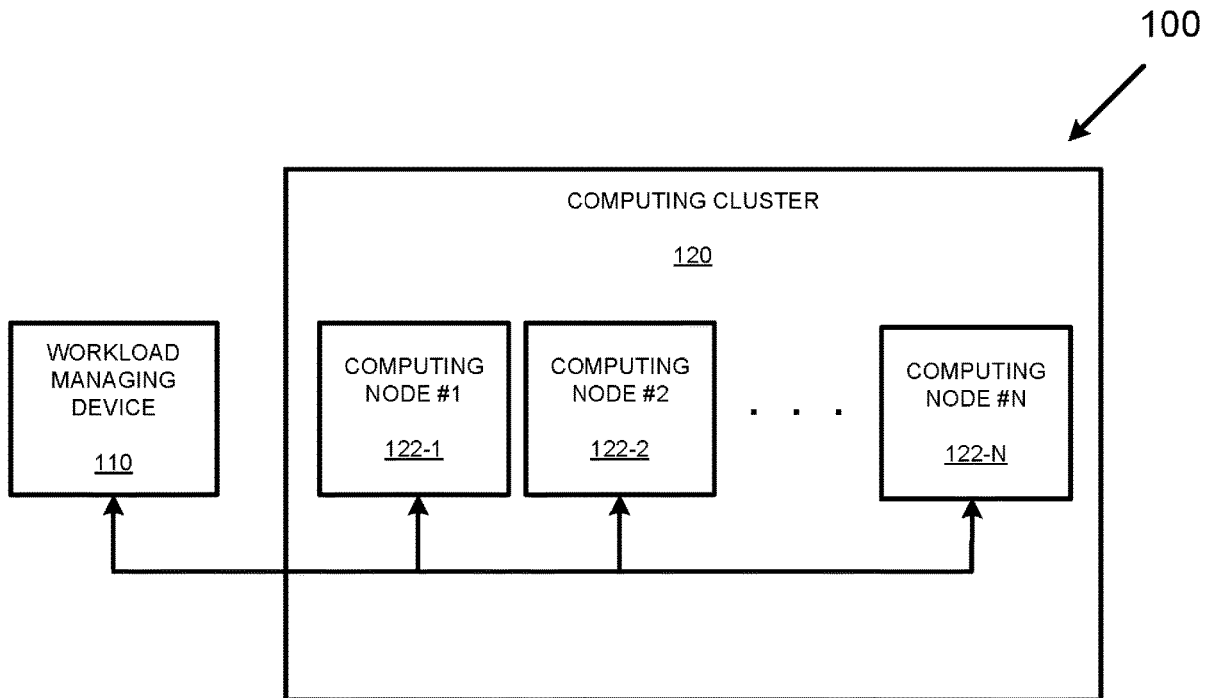 100
COMPUTING CLUSTER
120
WORKLOAD
MANAGING
DEVICE
110
COMPUTING
NODE #1
122-1
COMPUTING
NODE #2
122-2
. . .
COMPUTING
NODE #N
122-N